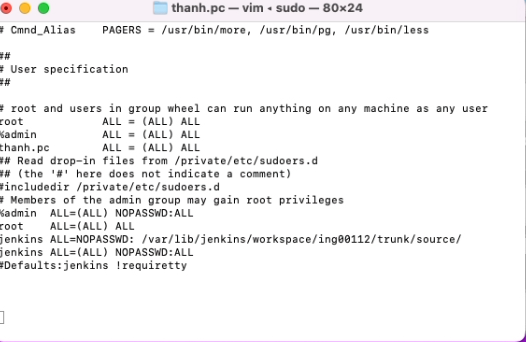 thanh.pc — vim ◂ sudo — 80×24
# Cmnd_Alias    PAGERS = /usr/bin/more, /usr/bin/pg, /usr/bin/less
##
# User specification
##
# root and users in group wheel can run anything on any machine as any user
root            ALL = (ALL) ALL
%admin          ALL = (ALL) ALL
thanh.pc        ALL = (ALL) ALL
## Read drop-in files from /private/etc/sudoers.d
## (the '#' here does not indicate a comment)
#includedir /private/etc/sudoers.d
# Members of the admin group may gain root privileges
%admin  ALL=(ALL) NOPASSWD:ALL
root    ALL=(ALL) ALL
jenkins ALL=NOPASSWD: /var/lib/jenkins/workspace/ing00112/trunk/source/
jenkins ALL=(ALL) NOPASSWD:ALL
#Defaults:jenkins !requiretty